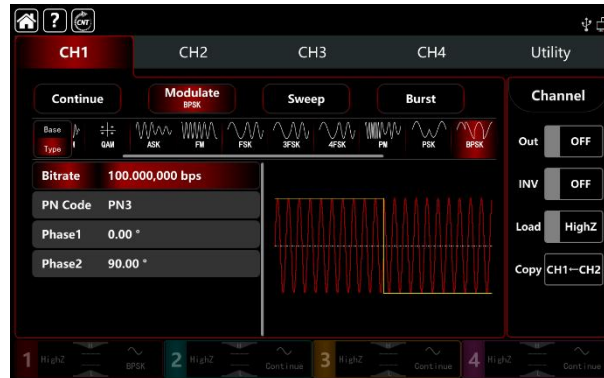 ? CNT
CH1 CH2 CH3 CH4 Utility
Continue Modulate Sweep Burst Channel
BPSK
Base
Type QAM ASK FM FSK 3FSK 4FSK PM PSK BPSK
Out OFF
Bitrate 100.000,000 bps
INV OFF
PN Code PN3
Phase1 0.00 °
Load HighZ
Phase2 90.00 °
Copy CH1←CH2
1 HighZ BPSK 2 HighZ Continue 3 HighZ Continue 4 HighZ Continue